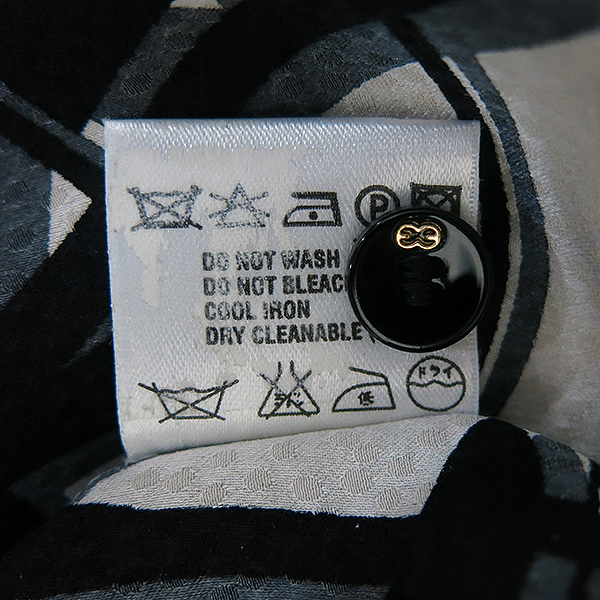 P
DO NOT WASH
DO NOT BLEAC
COOL IRON
DRY CLEANABLE (
低
ドライ